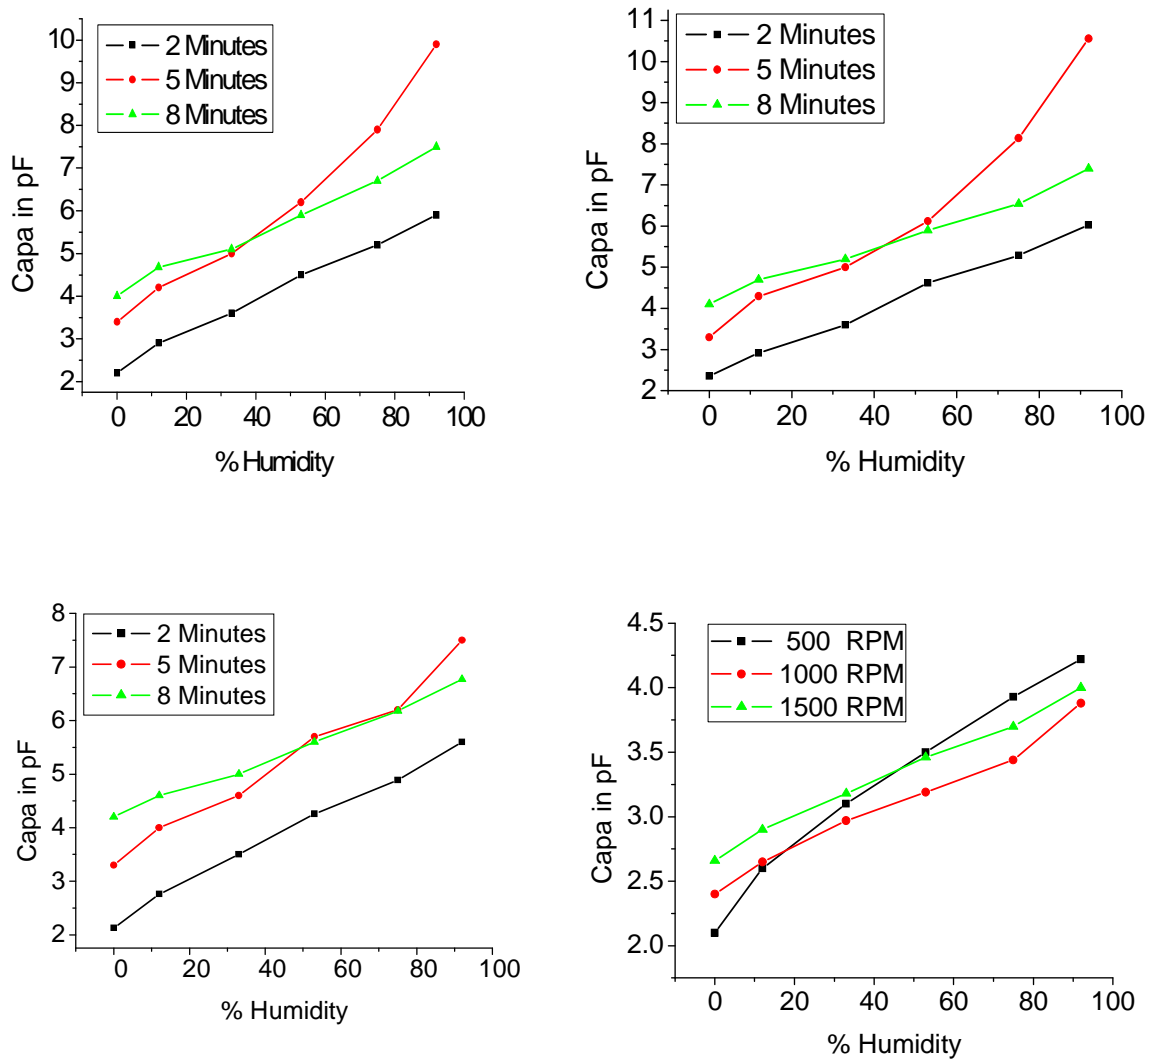 2 Minutes
5 Minutes
8 Minutes
10
9
8
7
6
5
4
3
2
Capa in pF
0 20 40 60 80 100
% Humidity
2 Minutes
5 Minutes
8 Minutes
11
10
9
8
7
6
5
4
3
2
Capa in pF
0 20 40 60 80 100
% Humidity
2 Minutes
5 Minutes
8 Minutes
8
7
6
5
4
3
2
Capa in pF
0 20 40 60 80 100
% Humidity
500 RPM
1000 RPM
1500 RPM
4.5
4.0
3.5
3.0
2.5
2.0
Capa in pF
0 20 40 60 80 100
% Humidity